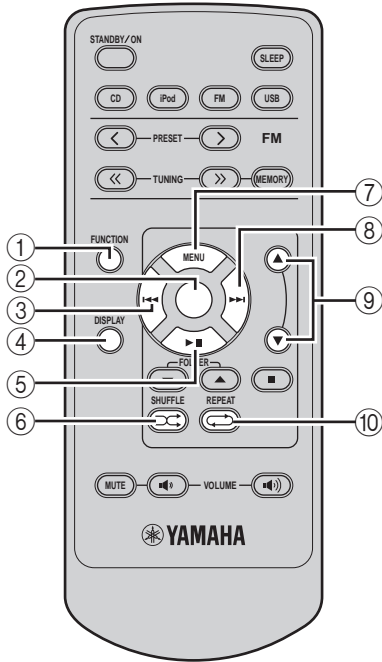 STANDBY/ON
SLEEP
CD iPod FM USB
PRESET FM
TUNING MEMORY
7
FUNCTION
1 MENU 8
2
3 9
DISPLAY
4
5 FOLDER
SHUFFLE REPEAT
6 10
MUTE VOLUME
YAMAHA